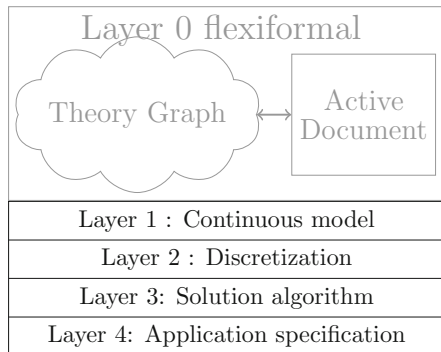 Layer 0 flexiformal
Theory Graph
Active
Document
Layer 1 : Continuous model
Layer 2 : Discretization
Layer 3: Solution algorithm
Layer 4: Application specification